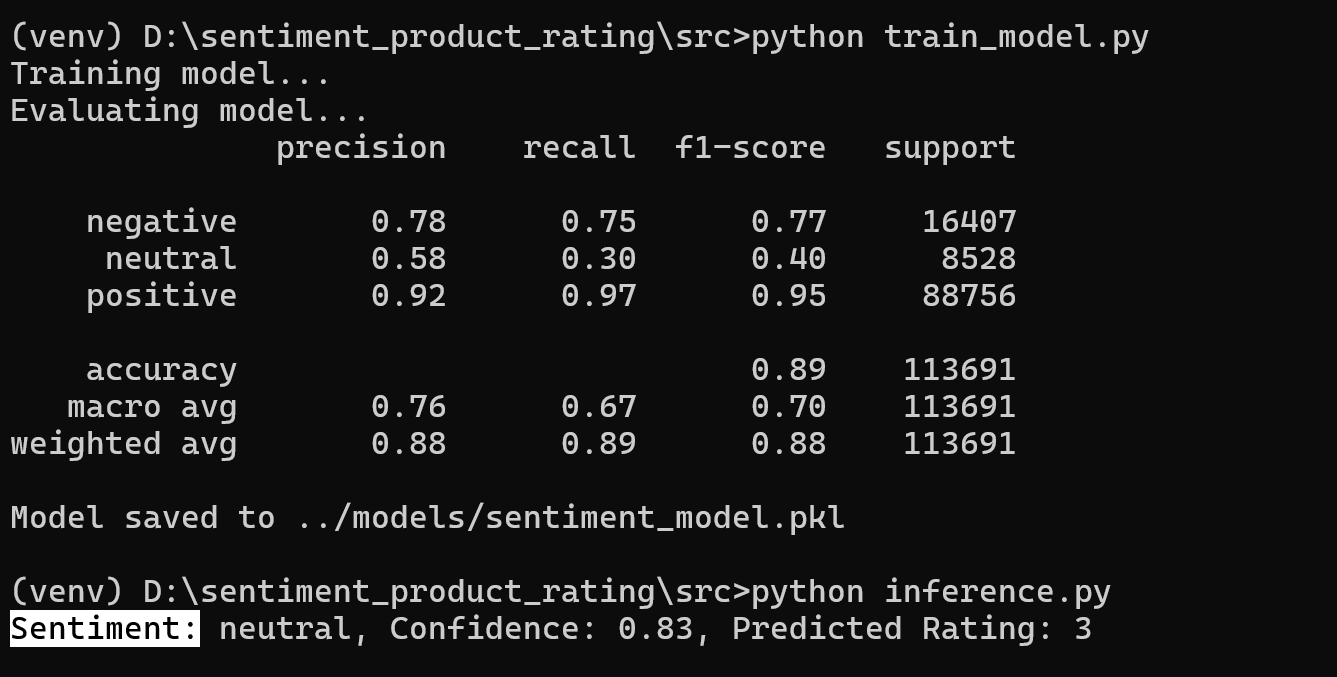 (venv) D:\sentiment_product_rating\src>python train_model.py
Training model...
Evaluating model...
              precision    recall  f1-score   support

    negative       0.78      0.75      0.77     16407
     neutral       0.58      0.30      0.40      8528
    positive       0.92      0.97      0.95     88756

    accuracy                           0.89    113691
   macro avg       0.76      0.67      0.70    113691
weighted avg       0.88      0.89      0.88    113691

Model saved to ../models/sentiment_model.pkl

(venv) D:\sentiment_product_rating\src>python inference.py
Sentiment: neutral, Confidence: 0.83, Predicted Rating: 3